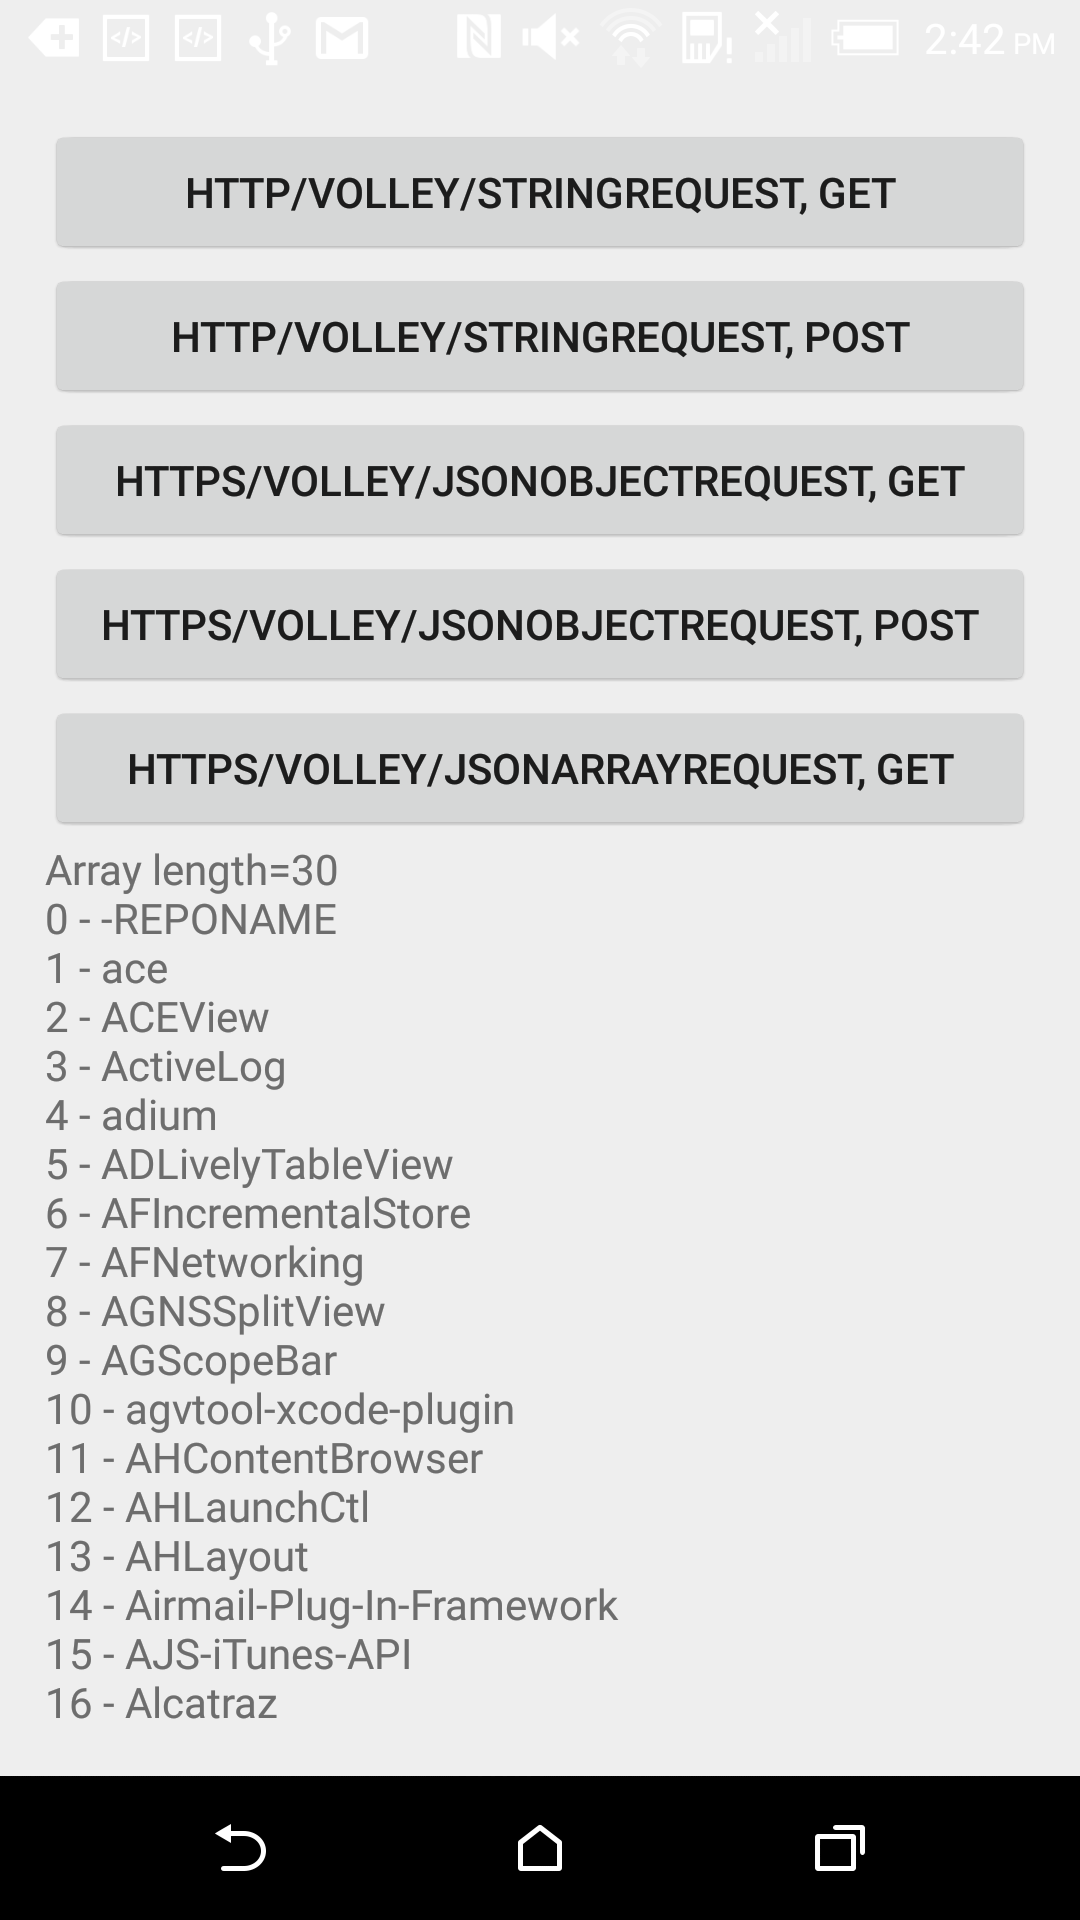 2:42 PM
HTTP/VOLLEY/STRINGREQUEST, GET
HTTP/VOLLEY/STRINGREQUEST, POST
HTTPS/VOLLEY/JSONOBJECTREQUEST, GET
HTTPS/VOLLEY/JSONOBJECTREQUEST, POST
HTTPS/VOLLEY/JSONARRAYREQUEST, GET
Array length=30
0 - -REPONAME
1 - ace
2 - ACEView
3 - ActiveLog
4 - adium
5 - ADLivelyTableView
6 - AFIncrementalStore
7 - AFNetworking
8 - AGNSSplitView
9 - AGScopeBar
10 - agvtool-xcode-plugin
11 - AHContentBrowser
12 - AHLaunchCtl
13 - AHLayout
14 - Airmail-Plug-In-Framework
15 - AJS-iTunes-API
16 - Alcatraz